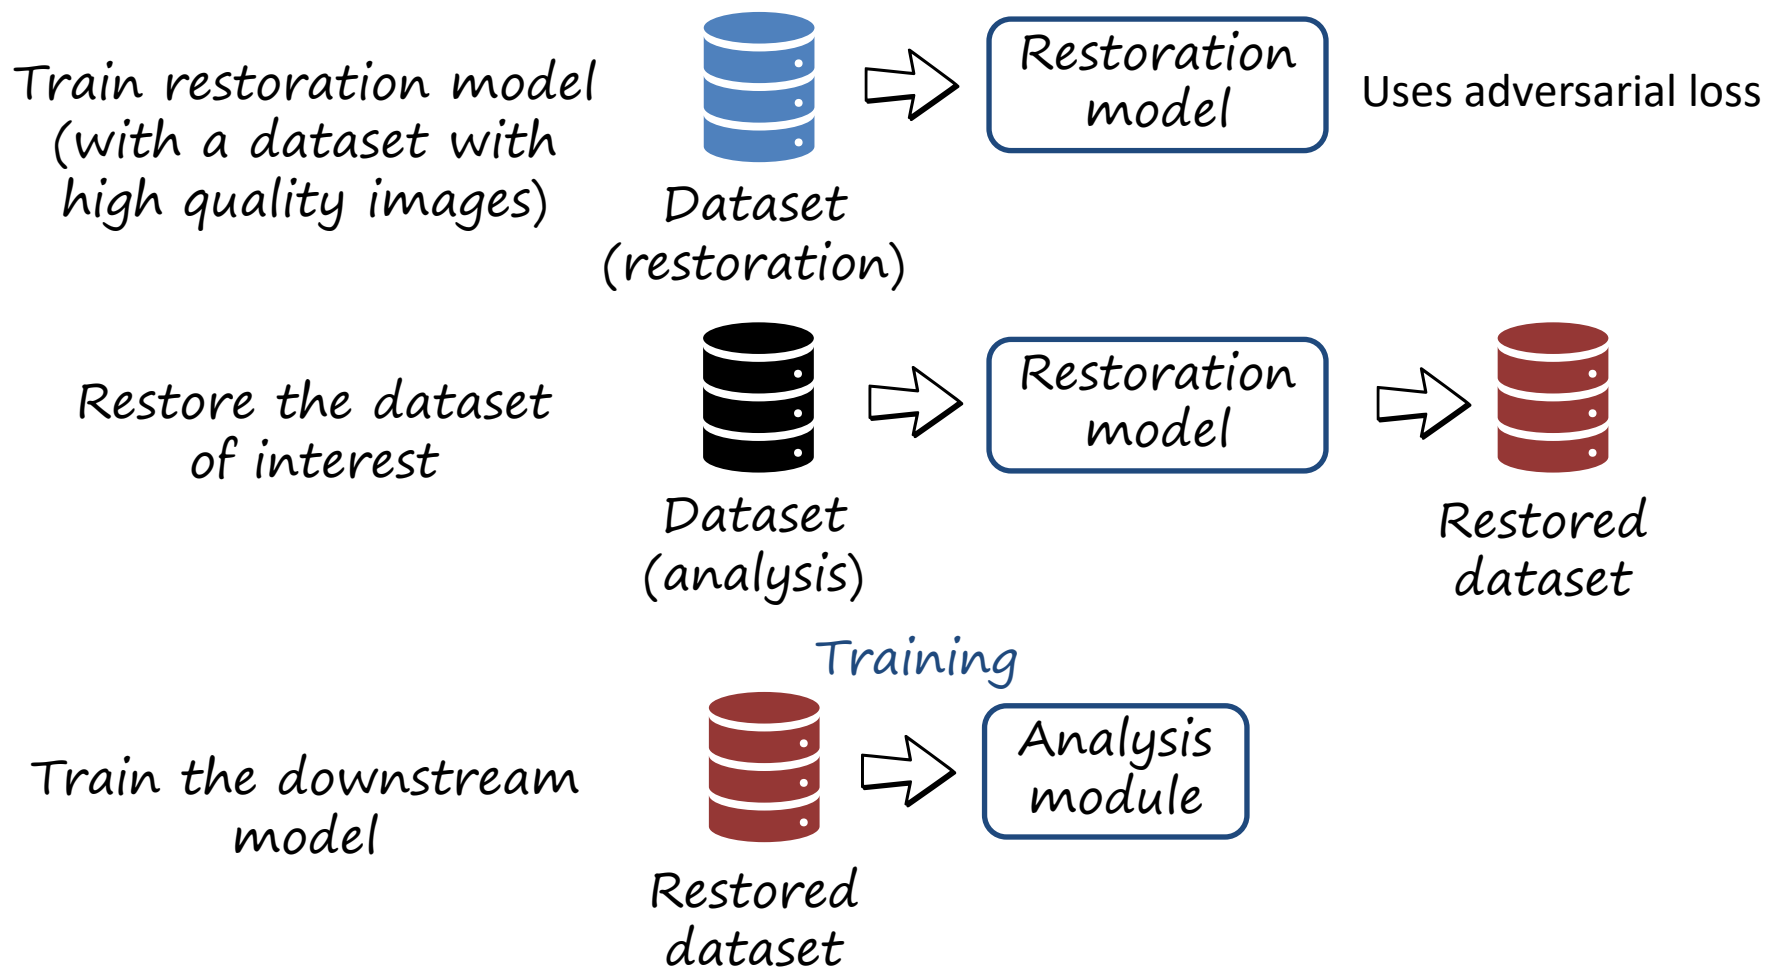 Train restoration model
(with a dataset with
high quality images)
Dataset
(restoration)
Restoration
model
Uses adversarial loss
Restore the dataset
of interest
Dataset
(analysis)
Restoration
model
Restored
dataset
Train the downstream
model
Training
Restored
dataset
Analysis
module